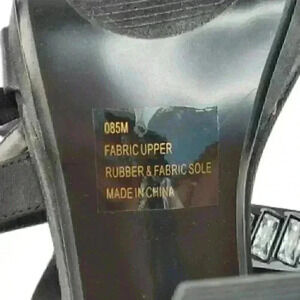 085M
FABRIC UPPER
RUBBER & FABRIC SOLE
MADE IN CHINA